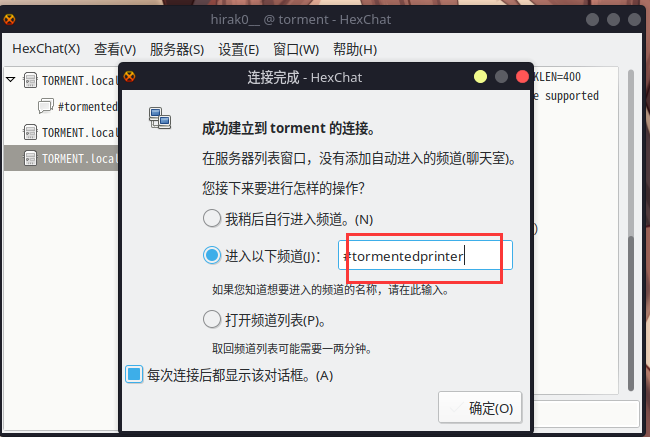 hirak0__ @ torment - HexChat
HexChat(X) 查看(V) 服务器(S) 设置(E) 窗口(W) 帮助(H)
TORMENT.local
#tormented
TORMENT.loca
TORMENT.loca
KLEN=400
e supported
)
连接完成 - HexChat
成功建立到 torment 的连接。
在服务器列表窗口，没有添加自动进入的频道(聊天室)。
您接下来要进行怎样的操作？
我稍后自行进入频道。(N)
进入以下频道(J)： #tormentedprinter
如果您知道想要进入的频道的名称，请在此输入。
打开频道列表(P)。
取回频道列表可能需要一两分钟。
每次连接后都显示该对话框。(A)
确定(O)